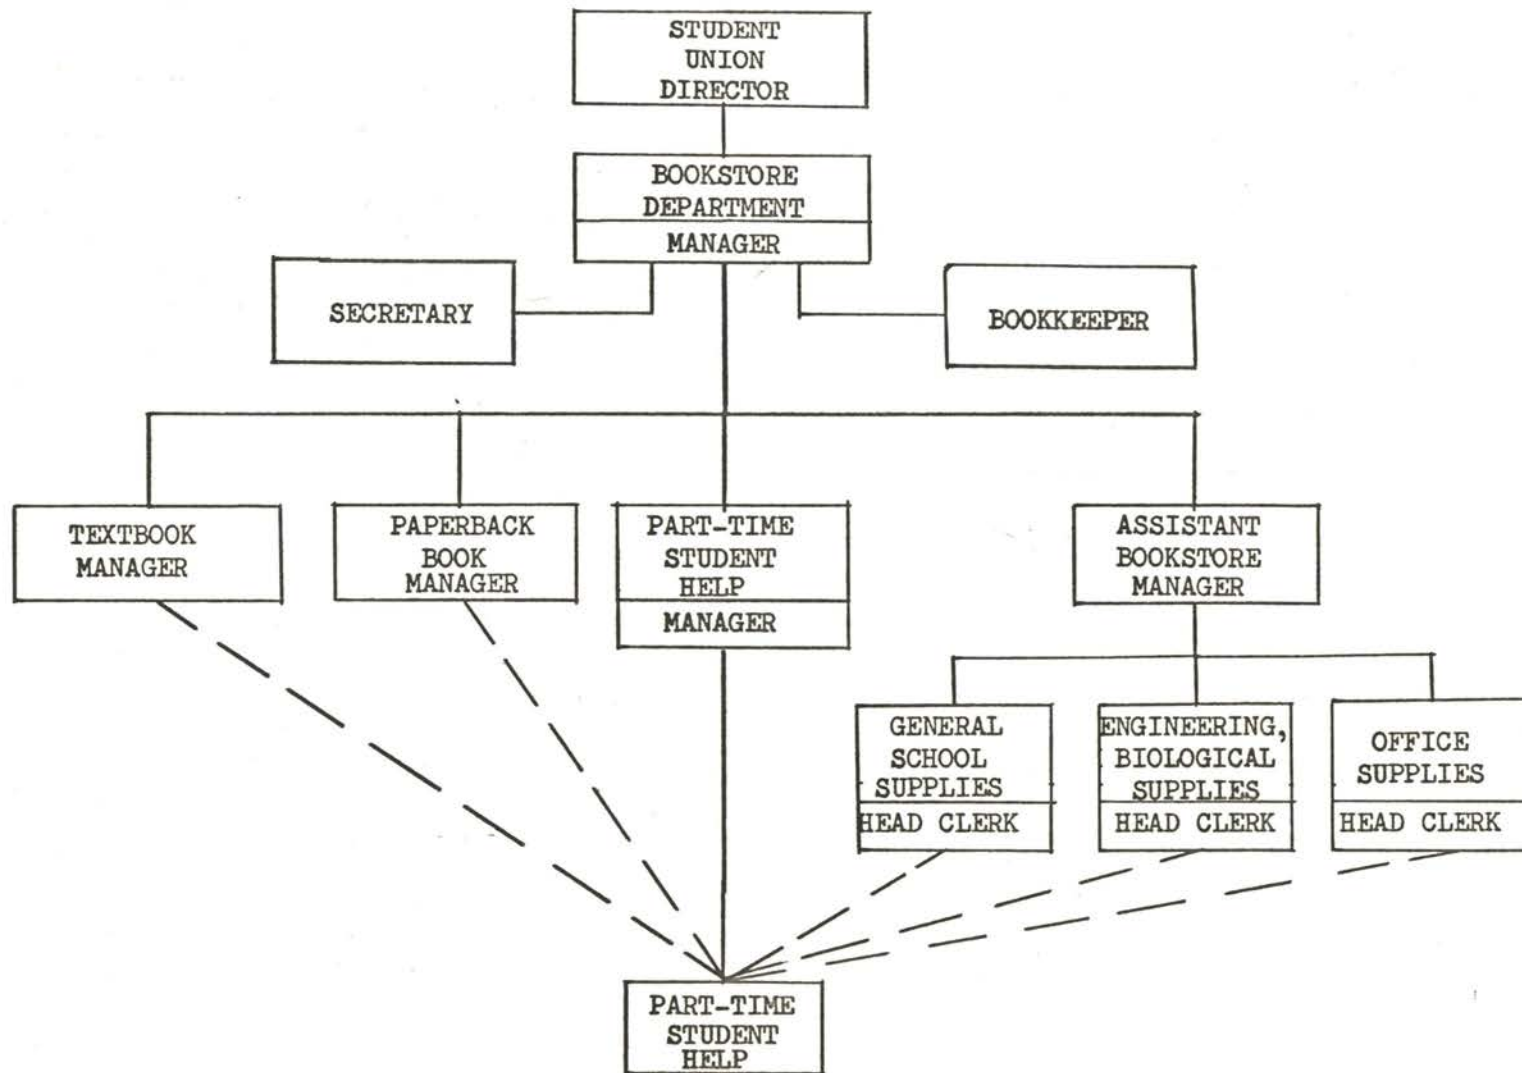 STUDENT
UNION
DIRECTOR
BOOKSTORE
DEPARTMENT
MANAGER
SECRETARY
BOOKKEEPER
TEXTBOOK
MANAGER
PAPERBACK
BOOK
MANAGER
PART-TIME
STUDENT
HELP
MANAGER
ASSISTANT
BOOKSTORE
MANAGER
GENERAL
SCHOOL
SUPPLIES
HEAD CLERK
ENGINEERING,
BIOLOGICAL
SUPPLIES
HEAD CLERK
OFFICE
SUPPLIES
HEAD CLERK
PART-TIME
STUDENT
HELP